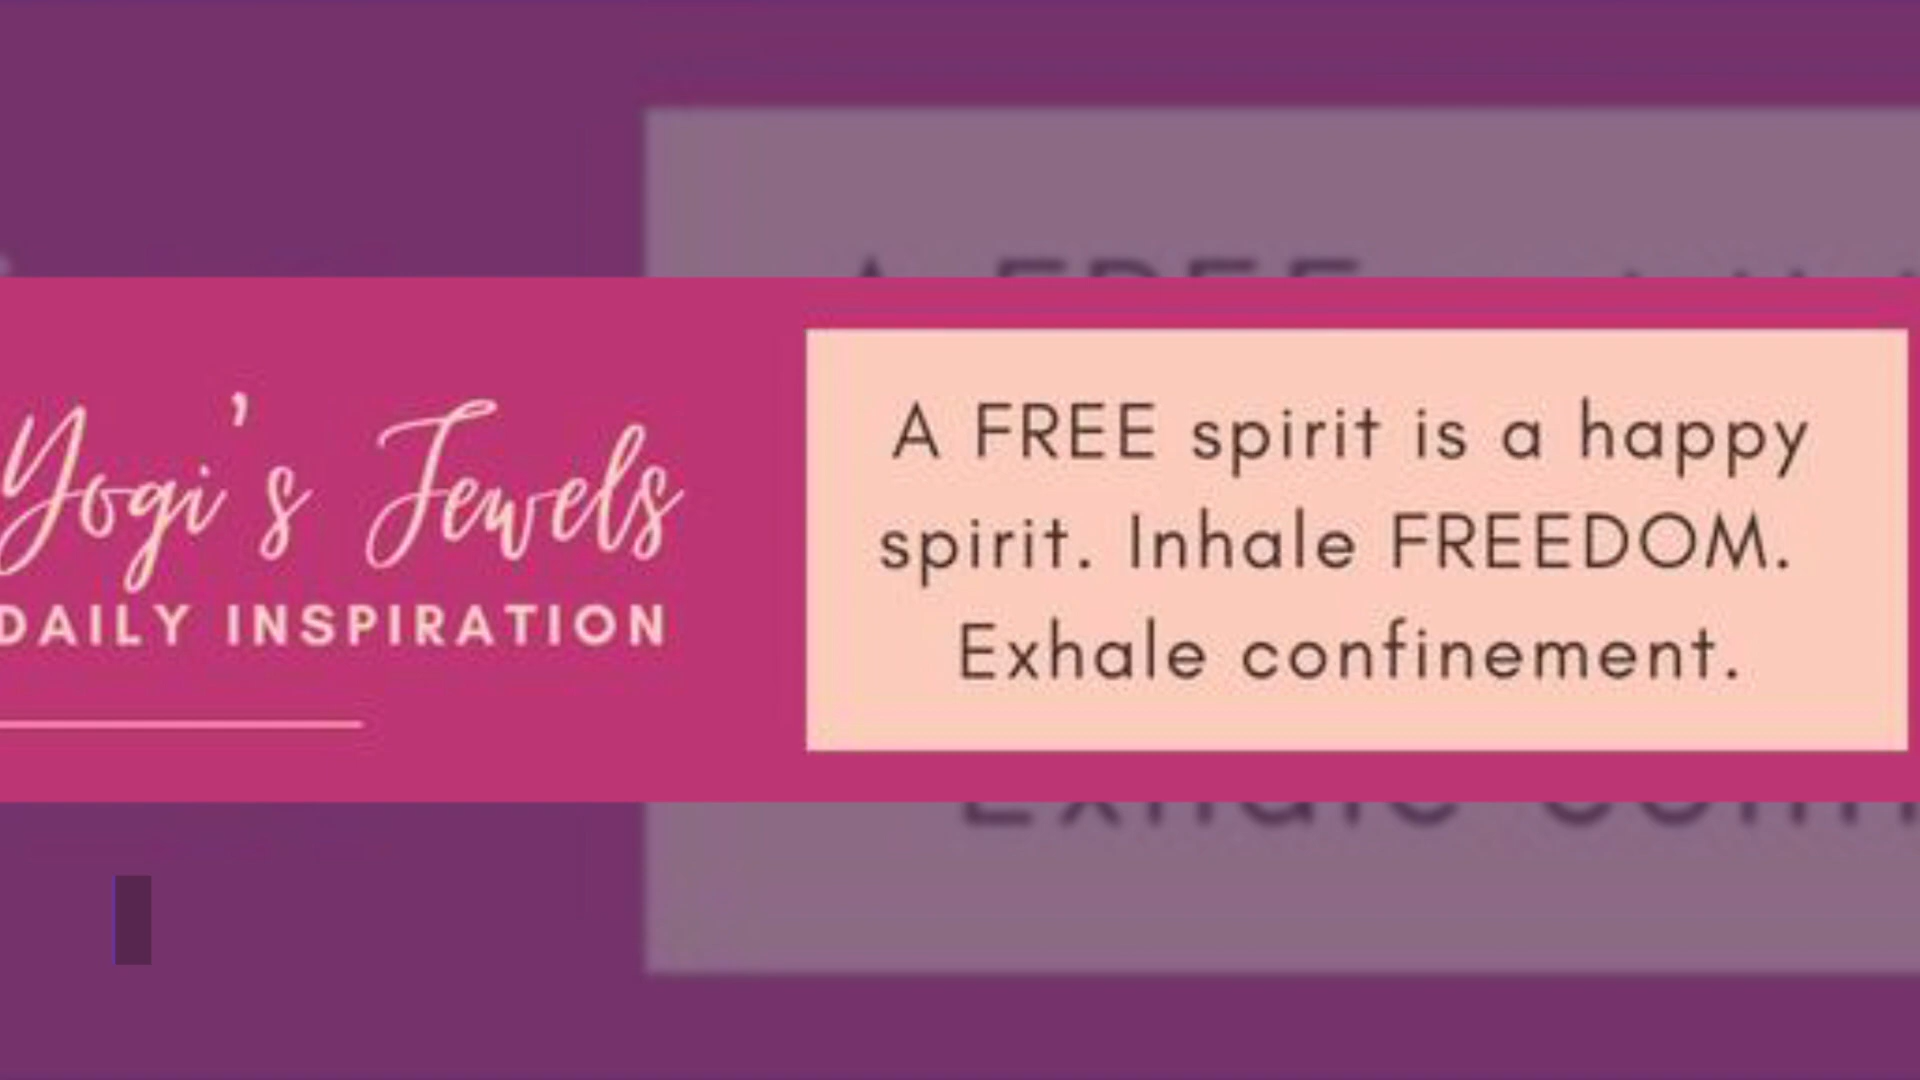 Yogi's Jewels
DAILY INSPIRATION
A FREE spirit is a happy
spirit. Inhale FREEDOM.
Exhale confinement.